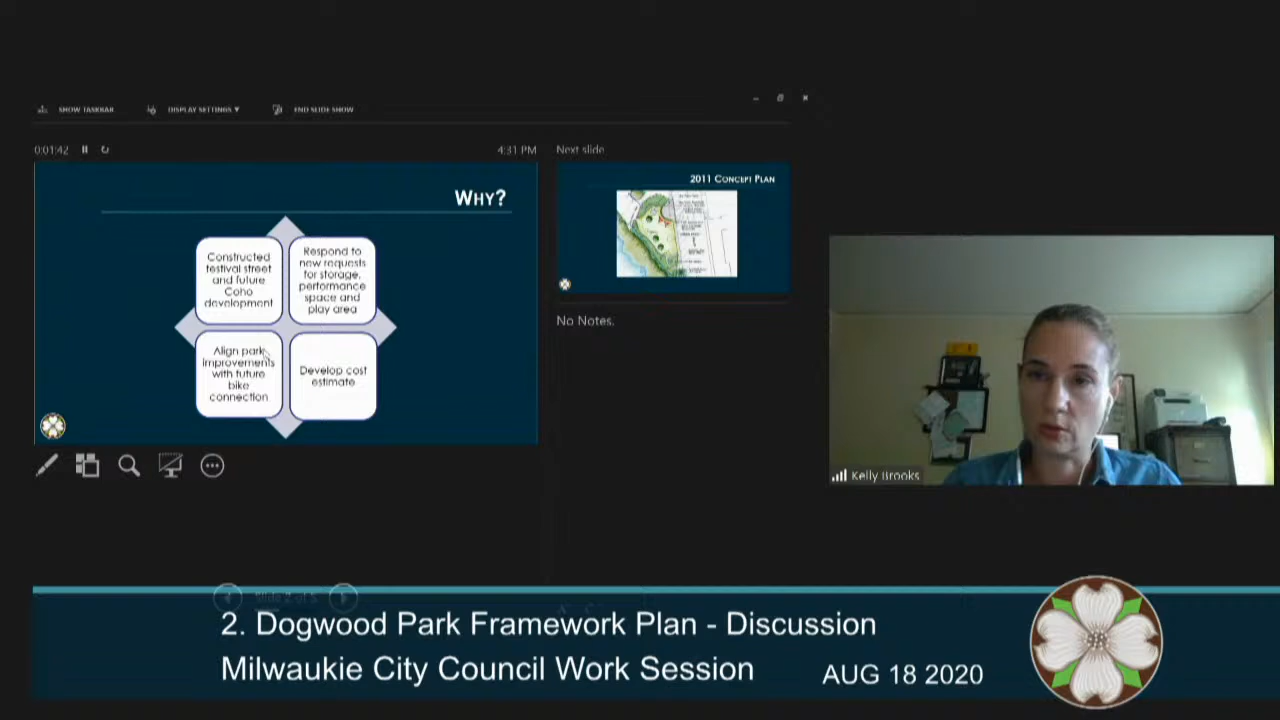 SHOW TASKBAR
DISPLAY SETTINGS ▼
END SLIDE SHOW
0:01:42
4:31 PM
Next slide
WHY?
Constructed
festival street
and future
Coho
development
Respond to
new requests
for storage,
performance
space and
play area
Align park
improvements
with future
bike
connection
Develop cost
estimate
2011 CONCEPT PLAN
No Notes.
Kelly Brooks
2. Dogwood Park Framework Plan - Discussion
Milwaukie City Council Work Session
AUG 18 2020